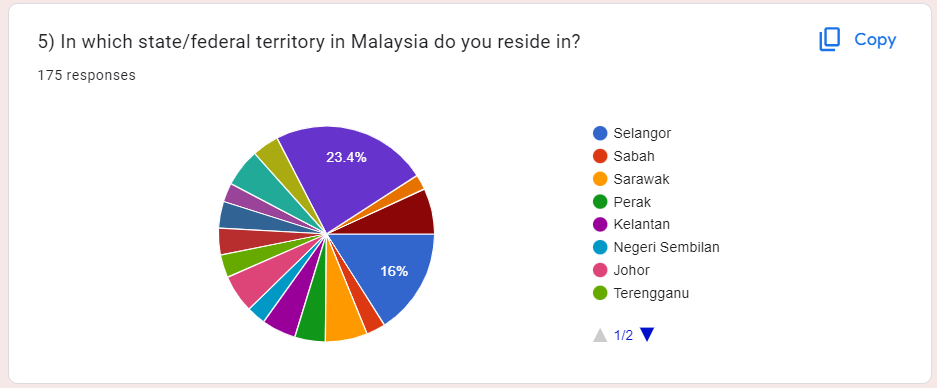 5) In which state/federal territory in Malaysia do you reside in?
Copy
175 responses
23.4%
16%
Selangor
Sabah
Sarawak
Perak
Kelantan
Negeri Sembilan
Johor
Terengganu
1/2